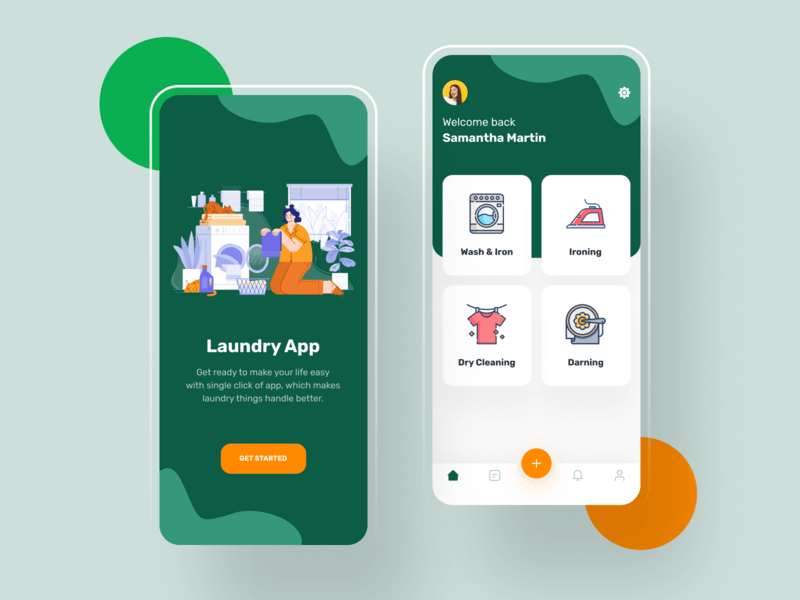 Laundry App
Get ready to make your life easy
with single click of app, which makes
laundry things handle better.
GET STARTED
Welcome back
Samantha Martin
Wash & Iron
Ironing
Dry Cleaning
Darning